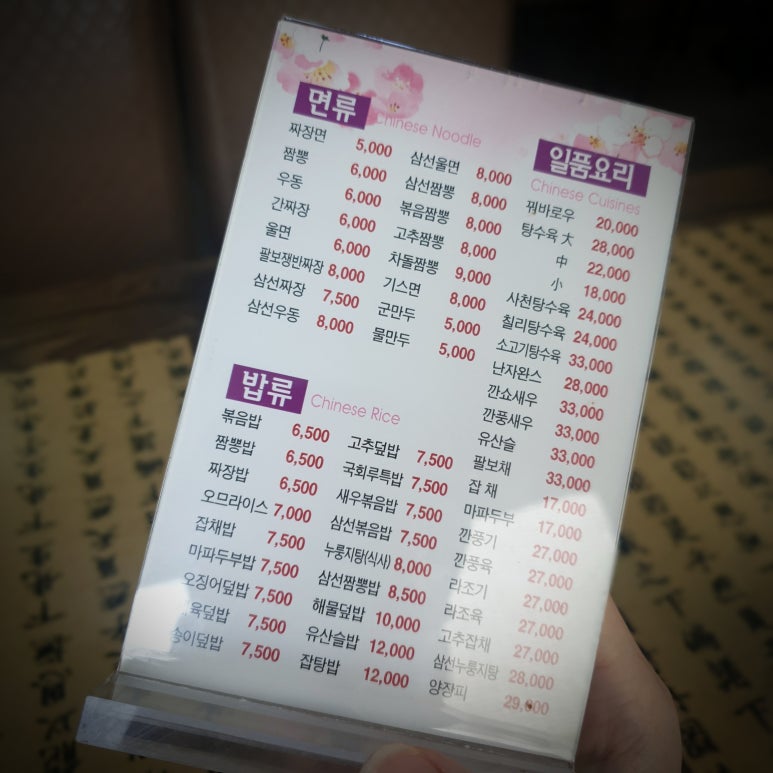 면류 Chinese Noodle
짜장면 5,000
짬뽕 6,000
우동 6,000
간짜장 6,000
울면 6,000
팔보쟁반짜장 8,000
삼선짜장 7,500
삼선우동 8,000
삼선울면 8,000
삼선짬뽕 8,000
볶음짬뽕 8,000
고추짬뽕 8,000
차돌짬뽕 9,000
기스면 8,000
군만두 5,000
물만두 5,000
밥류 Chinese Rice
볶음밥 6,500
짬뽕밥 6,500
짜장밥 6,500
오므라이스 7,000
잡채밥 7,500
마파두부밥 7,500
오징어덮밥 7,500
육덮밥 7,500
송이덮밥 7,500
고추덮밥 7,500
국회루특밥 7,500
새우볶음밥 7,500
삼선볶음밥 7,500
누룽지탕(식사) 8,000
삼선짬뽕밥 8,500
해물덮밥 10,000
유산슬밥 12,000
잡탕밥 12,000
일품요리
Chinese Cuisines
꿔바로우 20,000
탕수육 大 28,000
中 22,000
小 18,000
사천탕수육 24,000
칠리탕수육 24,000
소고기탕수육 33,000
난자완스 28,000
깐쇼새우 33,000
깐풍새우 33,000
유산슬 33,000
팔보채 33,000
잡채 17,000
마파두부 17,000
깐풍기 27,000
깐풍육 27,000
라조기 27,000
라조육 27,000
고추잡채 27,000
삼선누룽지탕 28,000
양장피 29,000